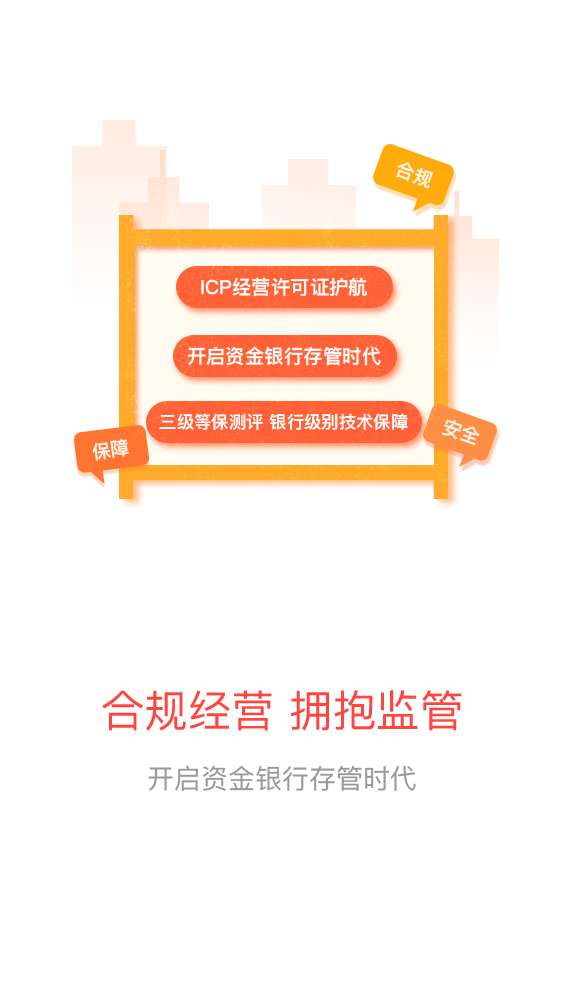 合规
ICP经营许可证护航
开启资金银行存管时代
三级等保测评 银行级别技术保障
保障
安全
合规经营 拥抱监管
开启资金银行存管时代